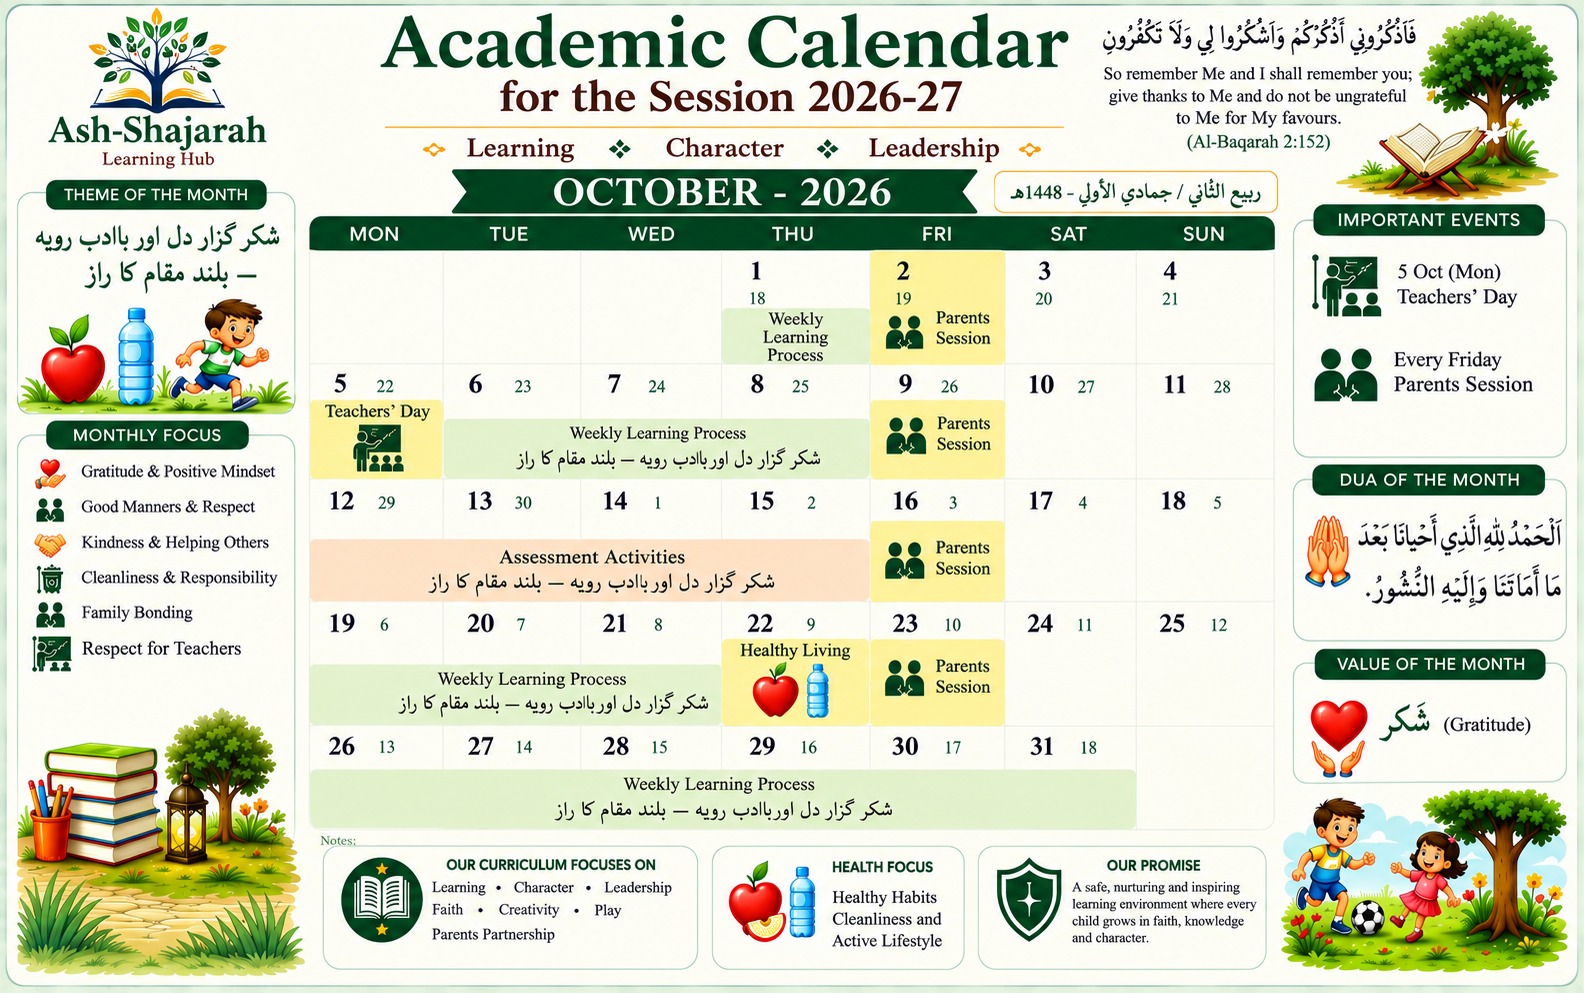 Ash-Shajarah
Learning Hub
Academic Calendar
for the Session 2026-27
Learning ❖ Character ❖ Leadership
فَاَذْكُرُونِي أَذْكُرْكُمْ وَاَشْكُرُوا لِي وَلَا تَكْفُرُونِ
So remember Me and I shall remember you;
give thanks to Me and do not be ungrateful
to Me for My favours.
(Al-Baqarah 2:152)
OCTOBER - 2026
ربيع الثاني / جمادي الأولي - 1448هـ
THEME OF THE MONTH
شکر گزار دل اور باادب رویہ
— بلند مقام کا راز
MONTHLY FOCUS
Gratitude & Positive Mindset
Good Manners & Respect
Kindness & Helping Others
Cleanliness & Responsibility
Family Bonding
Respect for Teachers
MON TUE WED THU FRI SAT SUN
1 2 3 4
18 19 20 21
Weekly
Learning
Process
Parents
Session
5 22 6 23 7 24 8 25 9 26 10 27 11 28
Teachers’ Day
Weekly Learning Process
شکر گزار دل اورباادب رویہ — بلند مقام کا راز
Parents
Session
12 29 13 30 14 1 15 2 16 3 17 4 18 5
Assessment Activities
شکر گزار دل اورباادب رویہ — بلند مقام کا راز
Parents
Session
19 6 20 7 21 8 22 9 23 10 24 11 25 12
Weekly Learning Process
شکر گزار دل اورباادب رویہ — بلند مقام کا راز
Healthy Living
Parents
Session
26 13 27 14 28 15 29 16 30 17 31 18
Weekly Learning Process
شکر گزار دل اورباادب رویہ — بلند مقام کا راز
IMPORTANT EVENTS
5 Oct (Mon)
Teachers’ Day
Every Friday
Parents Session
DUA OF THE MONTH
اَلْحَمْدُ لِلّٰهِ الَّذِي أَحْيَانَا بَعْدَ
مَا أَمَاتَنَا وَإِلَيْهِ النُّشُورُ.
VALUE OF THE MONTH
شَكر (Gratitude)
Notes:
OUR CURRICULUM FOCUSES ON
Learning • Character • Leadership
Faith • Creativity • Play
Parents Partnership
HEALTH FOCUS
Healthy Habits
Cleanliness and
Active Lifestyle
OUR PROMISE
A safe, nurturing and inspiring
learning environment where every
child grows in faith, knowledge
and character.